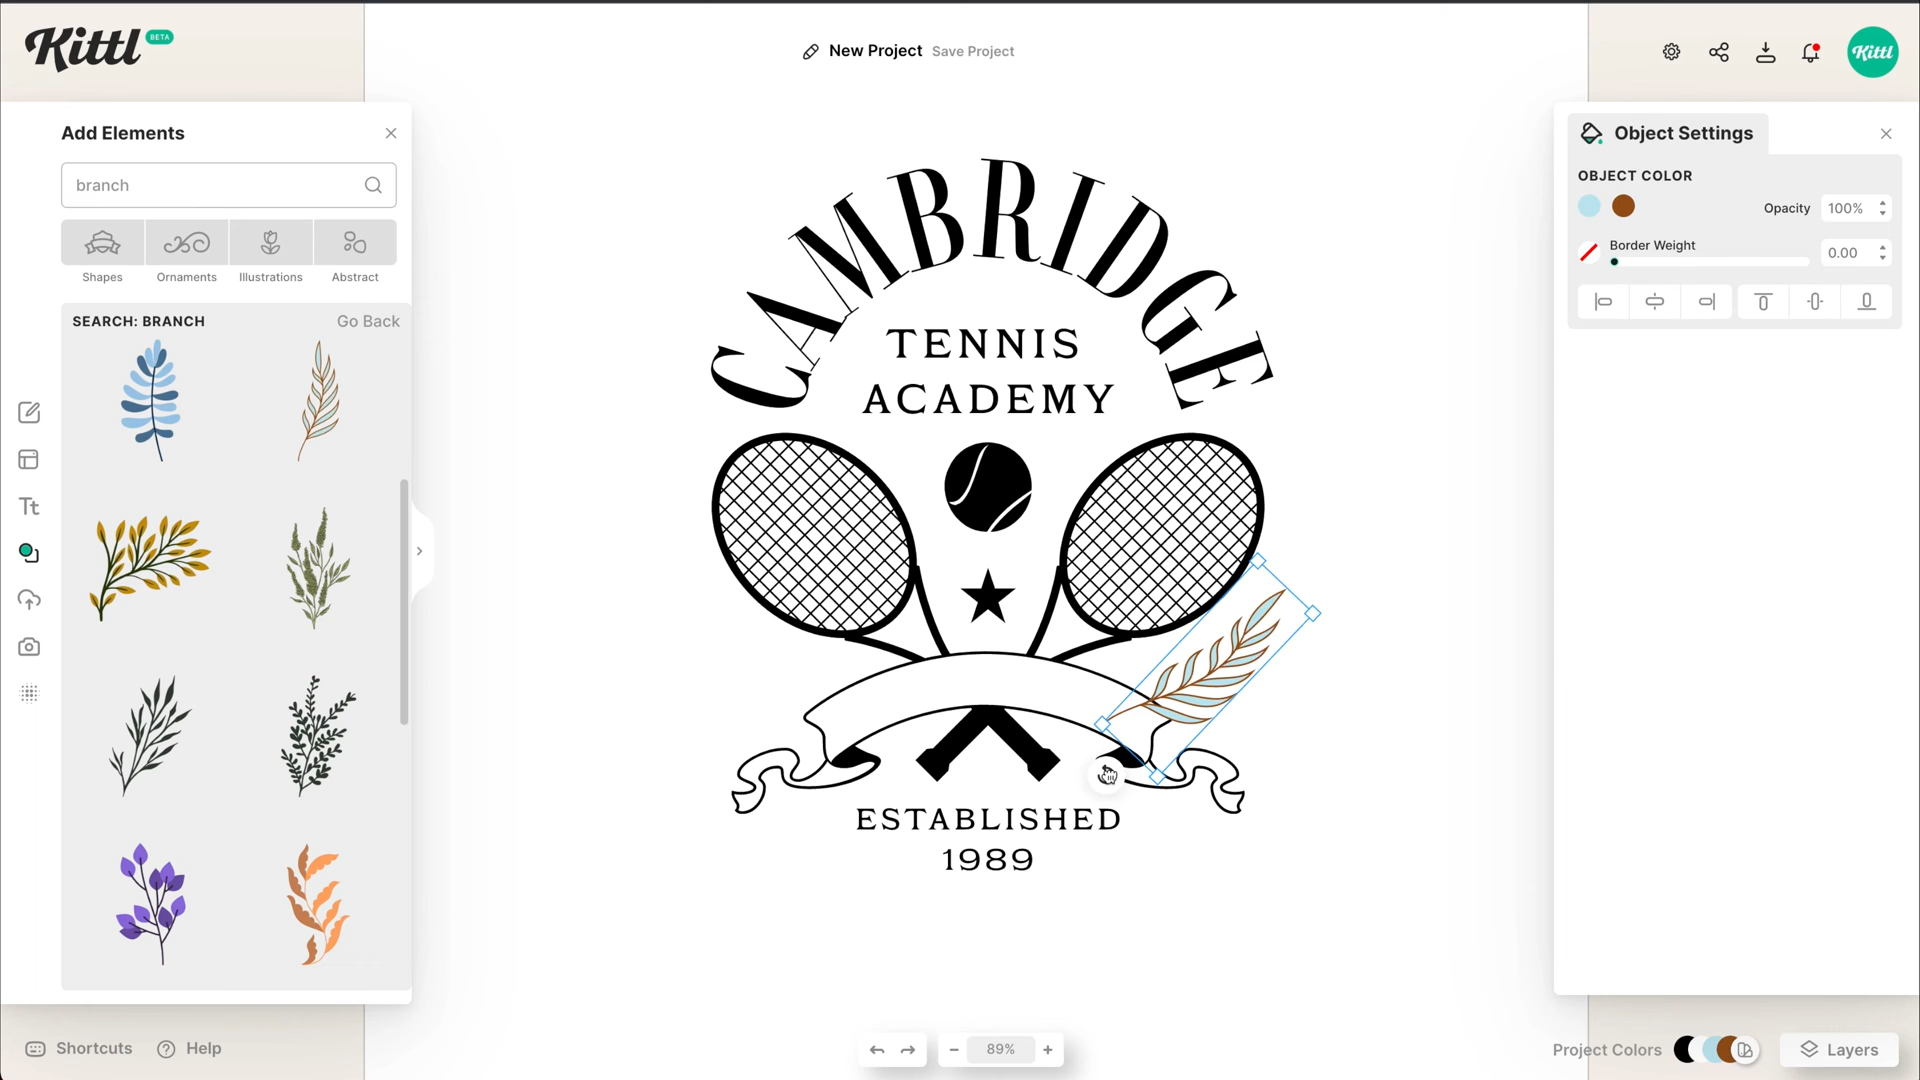 Kittl BETA
New Project Save Project
Kittl
Add Elements
branch
Shapes Ornaments Illustrations Abstract
SEARCH: BRANCH Go Back
Tt
CAMBRIDGE
TENNIS
ACADEMY
ESTABLISHED
1989
Object Settings
OBJECT COLOR
Opacity 100%
Border Weight 0.00
Shortcuts Help
89%
Project Colors Layers